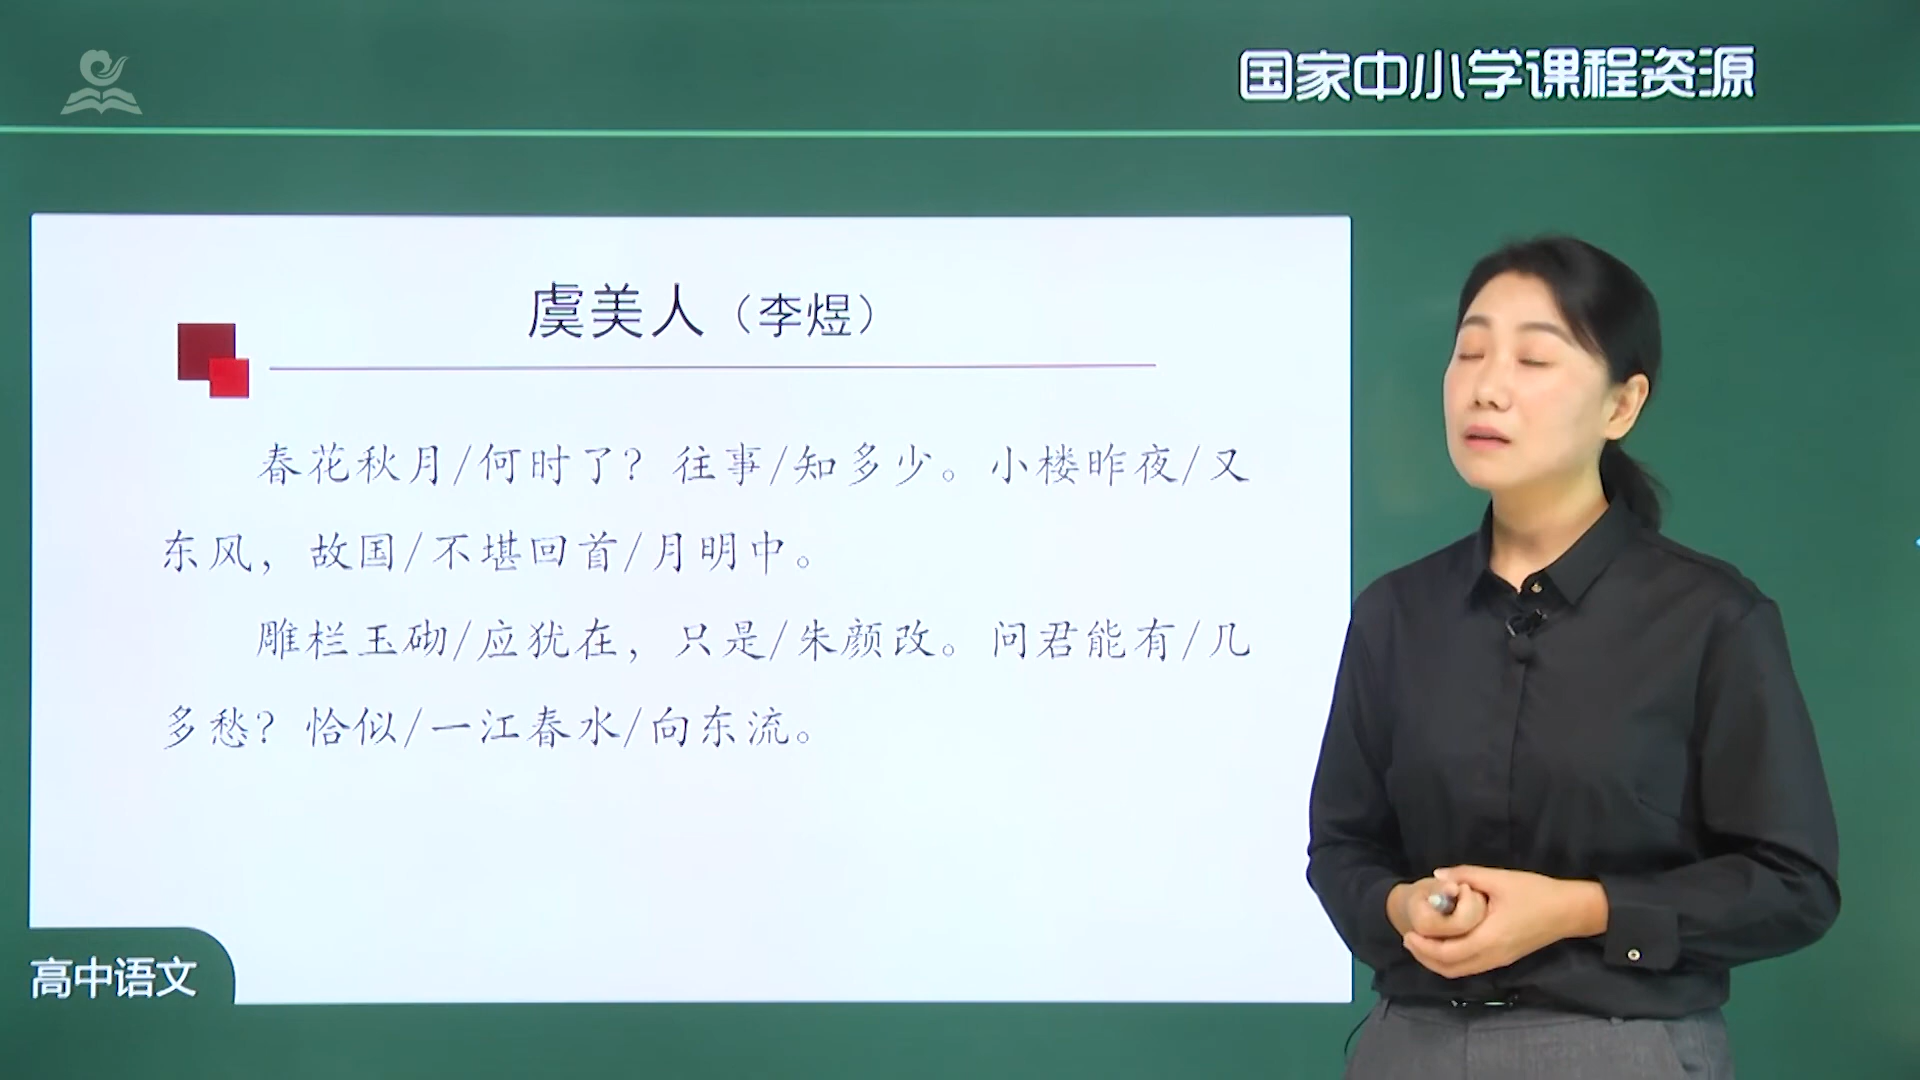 国家中小学课程资源
虞美人（李煜）
春花秋月/何时了？往事/知多少。小楼昨夜/又
东风，故国/不堪回首/月明中。
雕栏玉砌/应犹在，只是/朱颜改。问君能有/几
多愁？恰似/一江春水/向东流。
高中语文